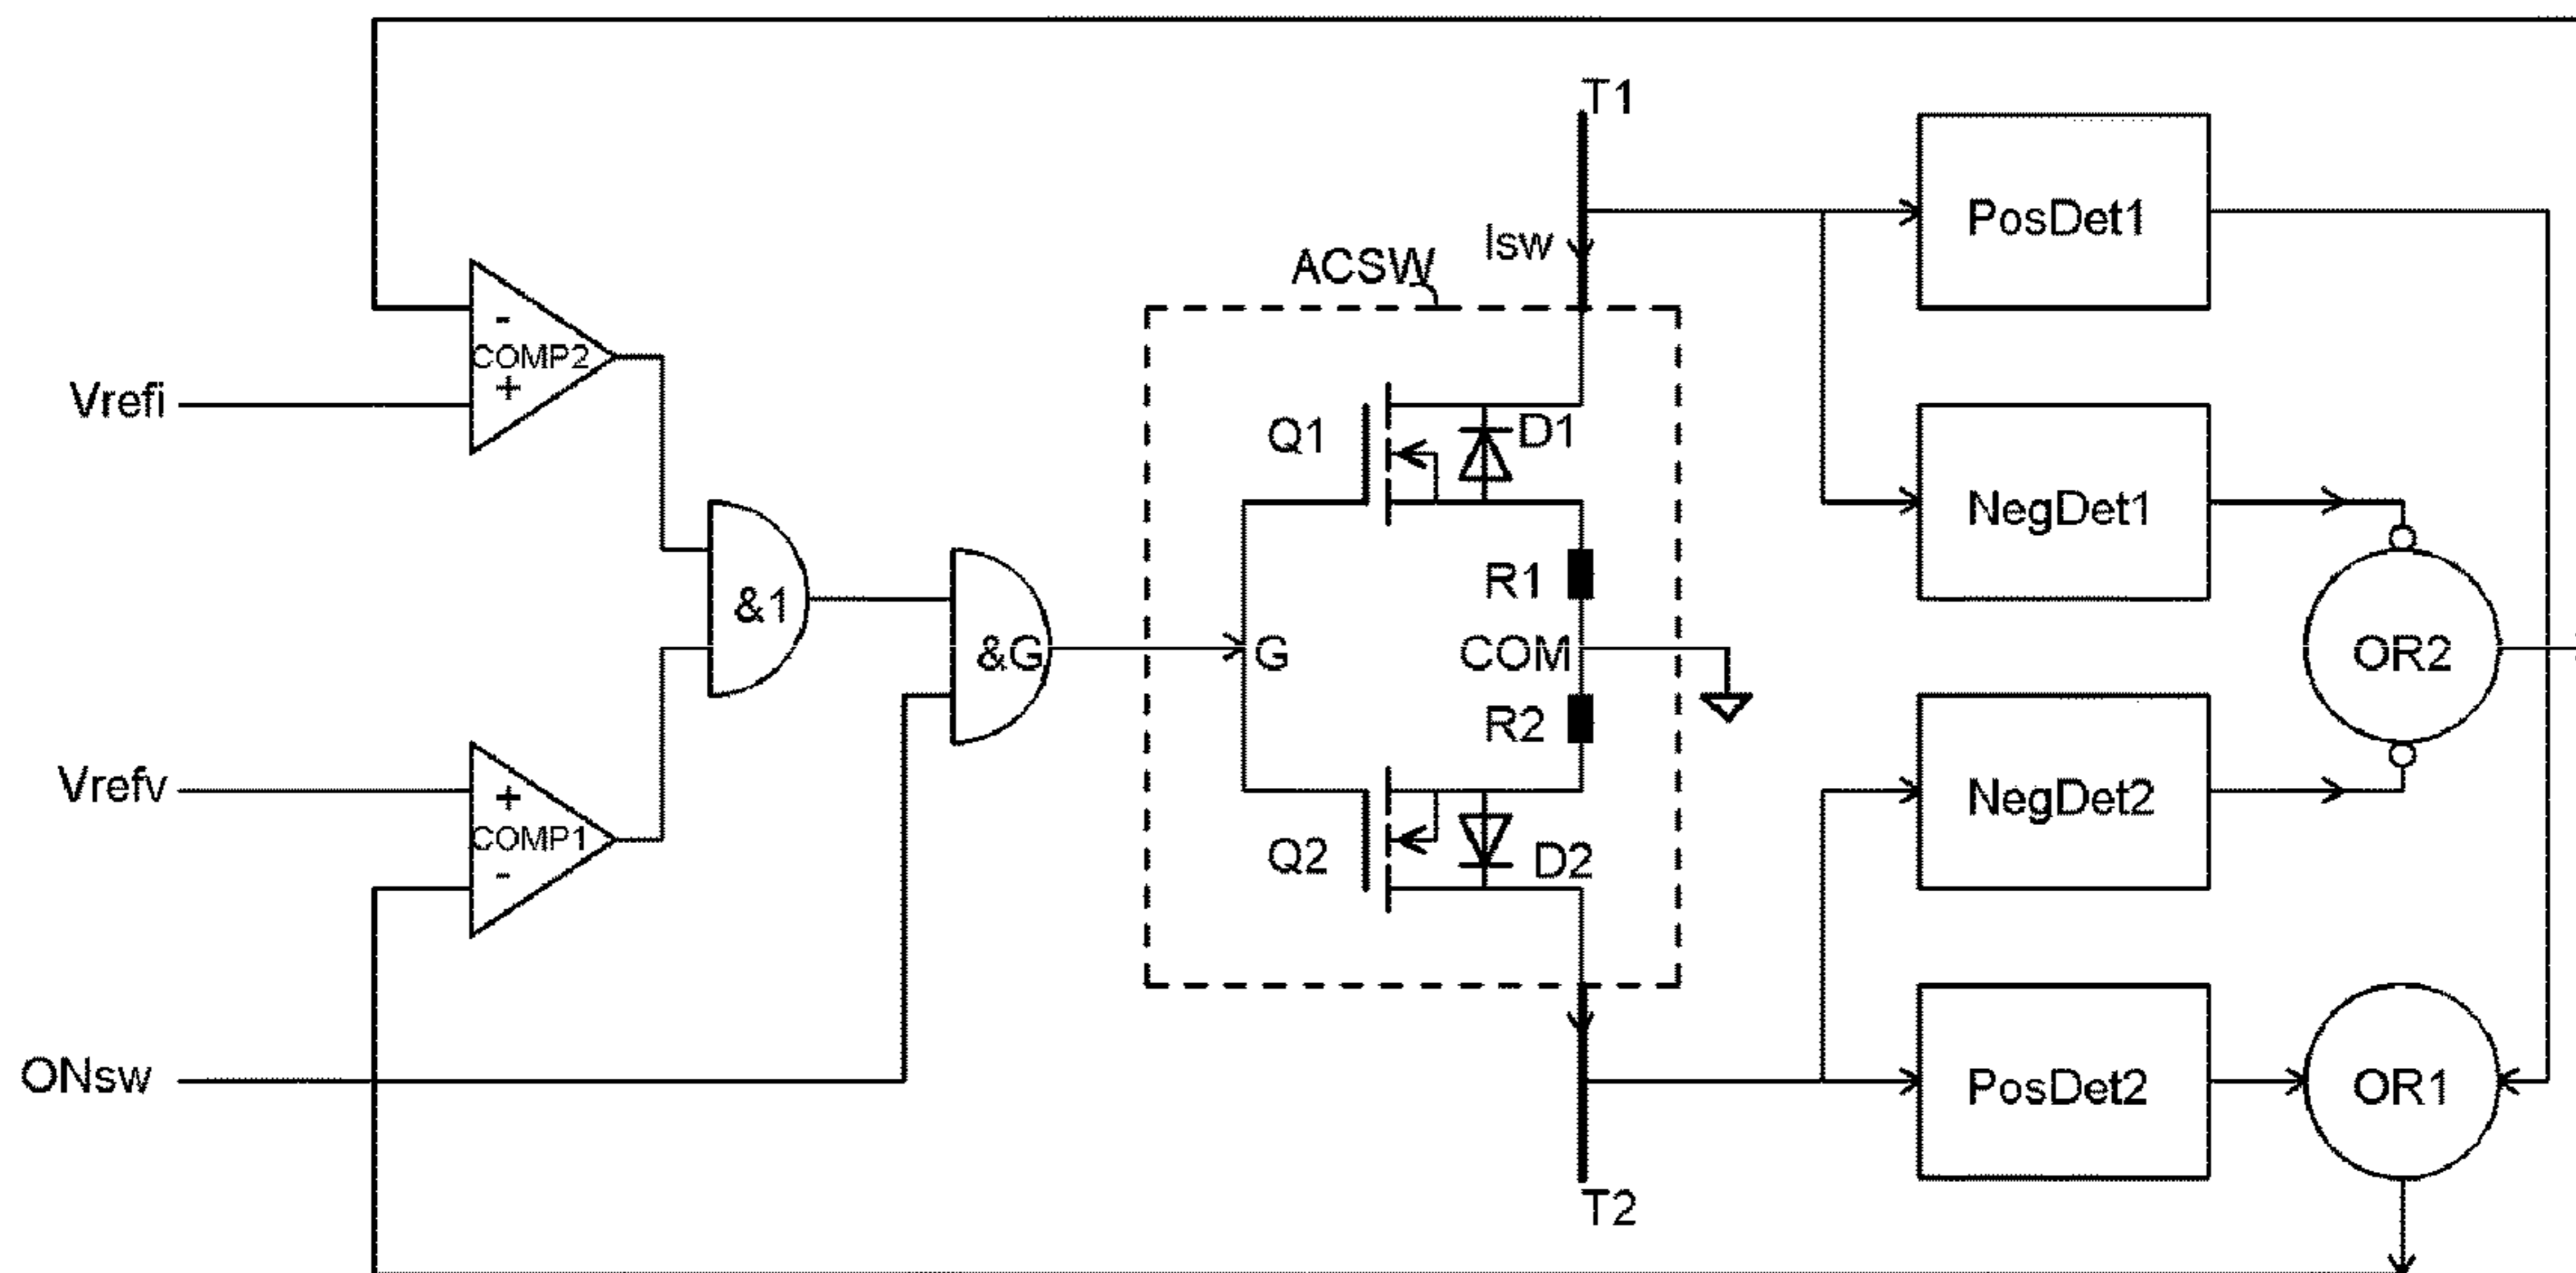 T1
PosDet1
Isw
ACSW
-
COMP2
+
Vrefi
Q1
D1
NegDet1
R1
&1
&G
G
COM
OR2
R2
Vrefv
+
COMP1
-
NegDet2
Q2
D2
ONsw
PosDet2
OR1
T2